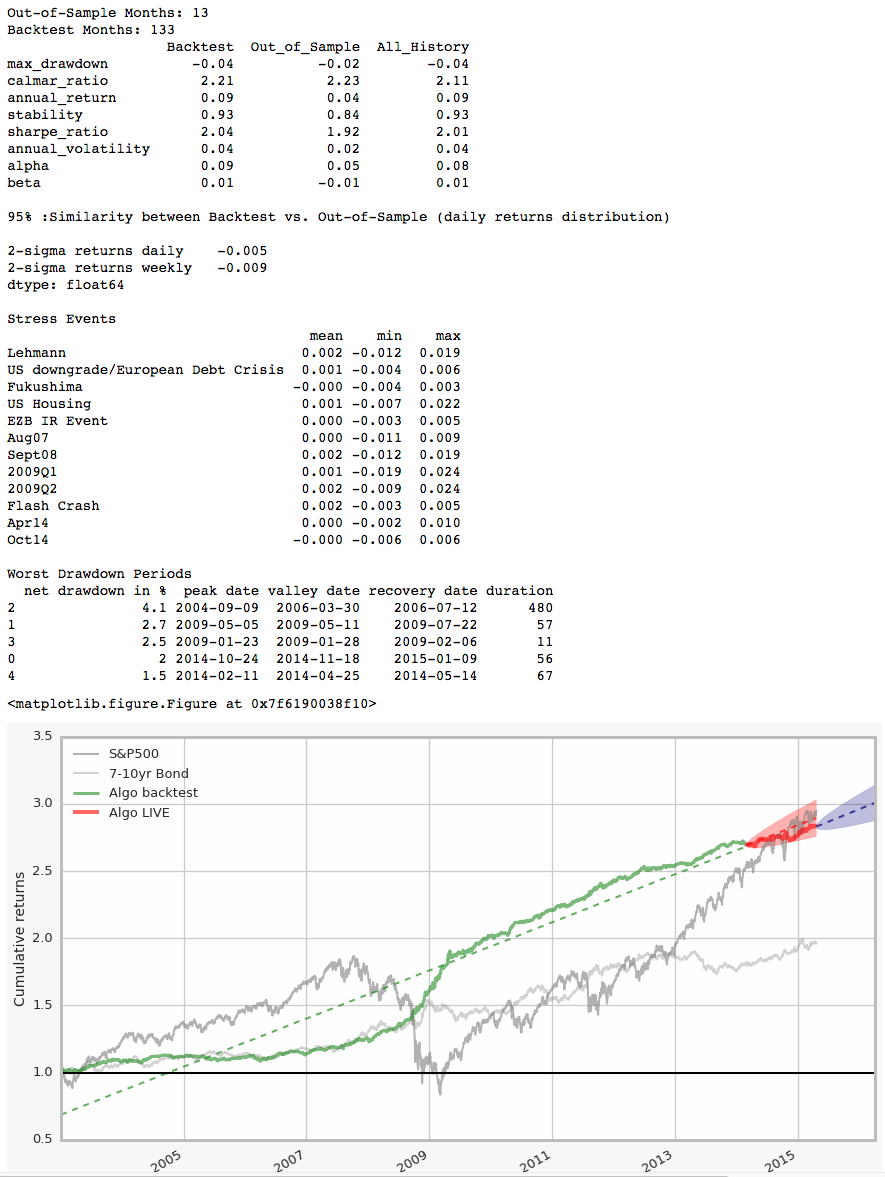 Out-of-Sample Months: 13
Backtest Months: 133
Backtest Out_of_Sample All_History
max_drawdown -0.04 -0.02 -0.04
calmar_ratio 2.21 2.23 2.11
annual_return 0.09 0.04 0.09
stability 0.93 0.84 0.93
sharpe_ratio 2.04 1.92 2.01
annual_volatility 0.04 0.02 0.04
alpha 0.09 0.05 0.08
beta 0.01 -0.01 0.01
95% :Similarity between Backtest vs. Out-of-Sample (daily returns distribution)
2-sigma returns daily -0.005
2-sigma returns weekly -0.009
dtype: float64
Stress Events
mean min max
Lehmann 0.002 -0.012 0.019
US downgrade/European Debt Crisis 0.001 -0.004 0.006
Fukushima -0.000 -0.004 0.003
US Housing 0.001 -0.007 0.022
EZB IR Event 0.000 -0.003 0.005
Aug07 0.000 -0.011 0.009
Sept08 0.002 -0.012 0.019
2009Q1 0.001 -0.019 0.024
2009Q2 0.002 -0.009 0.024
Flash Crash 0.002 -0.003 0.005
Apr14 0.000 -0.002 0.010
Oct14 -0.000 -0.006 0.006
Worst Drawdown Periods
net drawdown in % peak date valley date recovery date duration
2 4.1 2004-09-09 2006-03-30 2006-07-12 480
1 2.7 2009-05-05 2009-05-11 2009-07-22 57
3 2.5 2009-01-23 2009-01-28 2009-02-06 11
0 2 2014-10-24 2014-11-18 2015-01-09 56
4 1.5 2014-02-11 2014-04-25 2014-05-14 67
<matplotlib.figure.Figure at 0x7f6190038f10>
S&P500
7-10yr Bond
Algo backtest
Algo LIVE
Cumulative returns
3.5
3.0
2.5
2.0
1.5
1.0
0.5
2005 2007 2009 2011 2013 2015